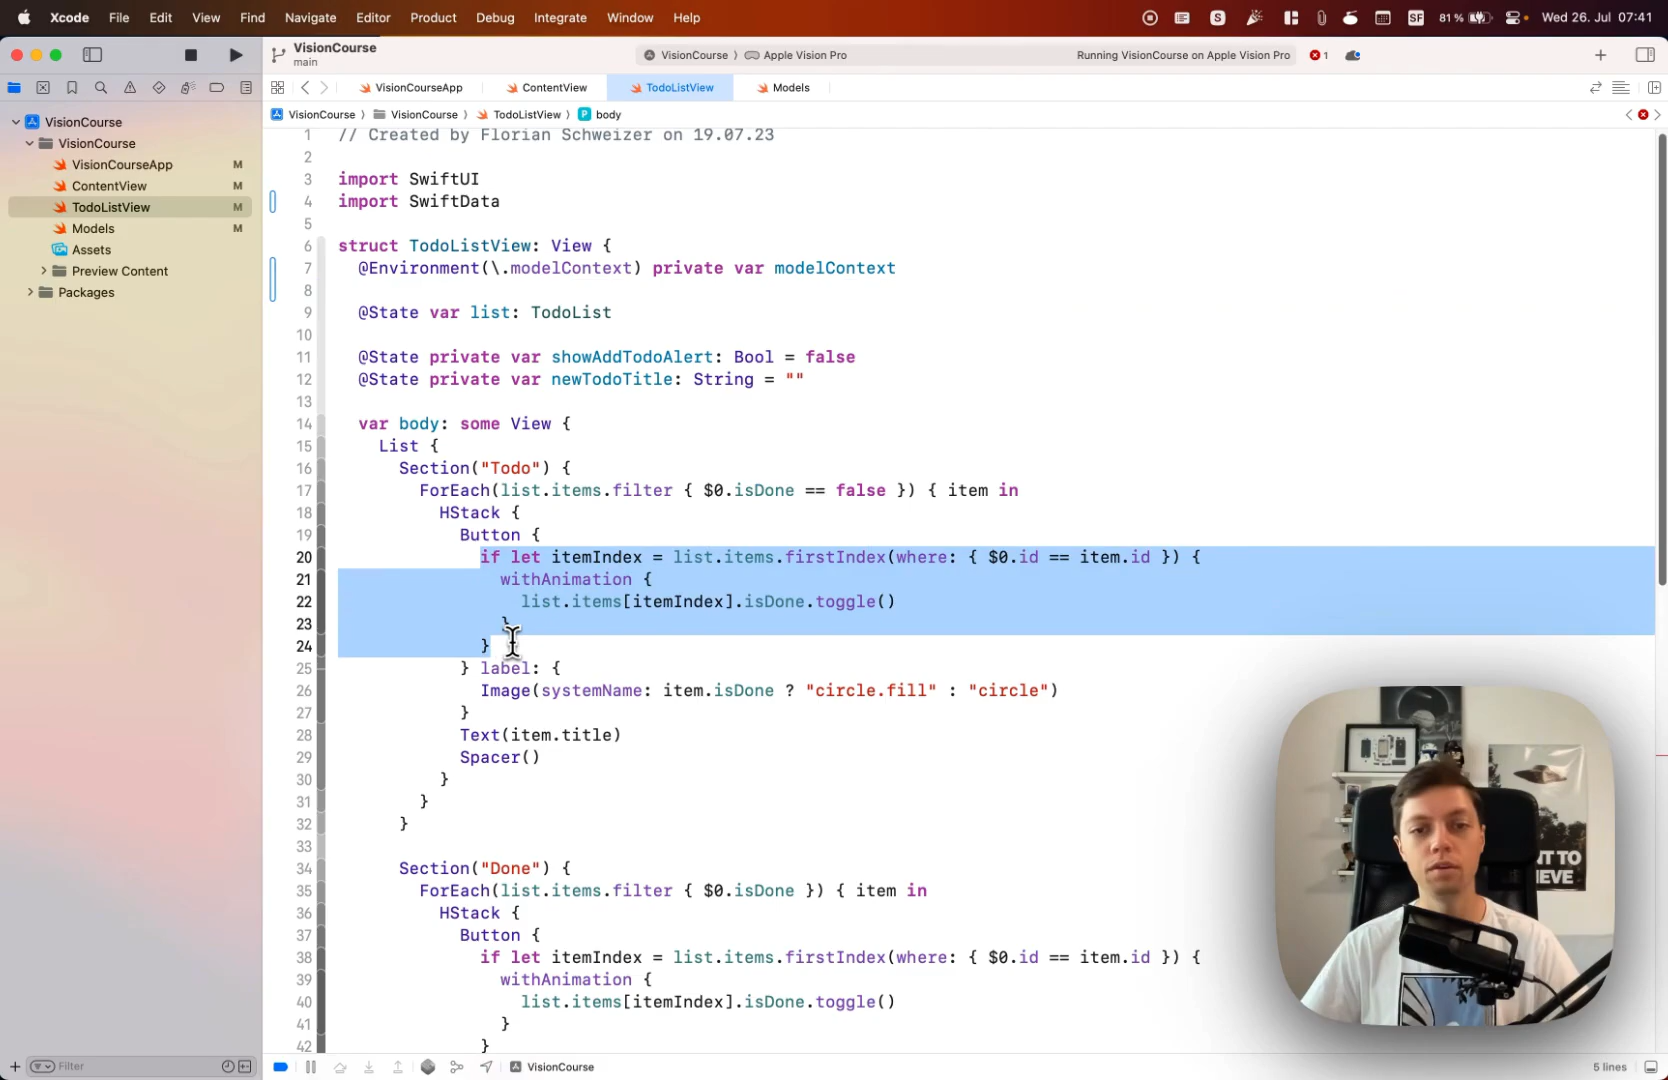 Xcode File Edit View Find Navigate Editor Product Debug Editor Integrate Window Help
S SF 81 % Wed 26. Jul 07:41
VisionCourse
main
VisionCourse 〉 Apple Vision Pro
Running VisionCourse on Apple Vision Pro
1
VisionCourseApp
ContentView
TodoListView
Models
VisionCourse 〉 VisionCourse 〉 TodoListView 〉 P body
VisionCourse
VisionCourse
VisionCourseApp M
ContentView M
TodoListView M
Models M
Assets
Preview Content
Packages
1 // Created by Florian Schweizer on 19.07.23
2
3 import SwiftUI
4 import SwiftData
5
6 struct TodoListView: View {
7 @Environment(\.modelContext) private var modelContext
8
9 @State var list: TodoList
10
11 @State private var showAddTodoAlert: Bool = false
12 @State private var newTodoTitle: String = ""
13
14 var body: some View {
15 List {
16 Section("Todo") {
17 ForEach(list.items.filter { $0.isDone == false }) { item in
18 HStack {
19 Button {
20 if let itemIndex = list.items.firstIndex(where: { $0.id == item.id }) {
21 withAnimation {
22 list.items[itemIndex].isDone.toggle()
23 }
24 }
25 } label: {
26 Image(systemName: item.isDone ? "circle.fill" : "circle")
27 }
28 Text(item.title)
29 Spacer()
30 }
31 }
32 }
33
34 Section("Done") {
35 ForEach(list.items.filter { $0.isDone }) { item in
36 HStack {
37 Button {
38 if let itemIndex = list.items.firstIndex(where: { $0.id == item.id }) {
39 withAnimation {
40 list.items[itemIndex].isDone.toggle()
41 }
42 }
Filter
VisionCourse
5 lines